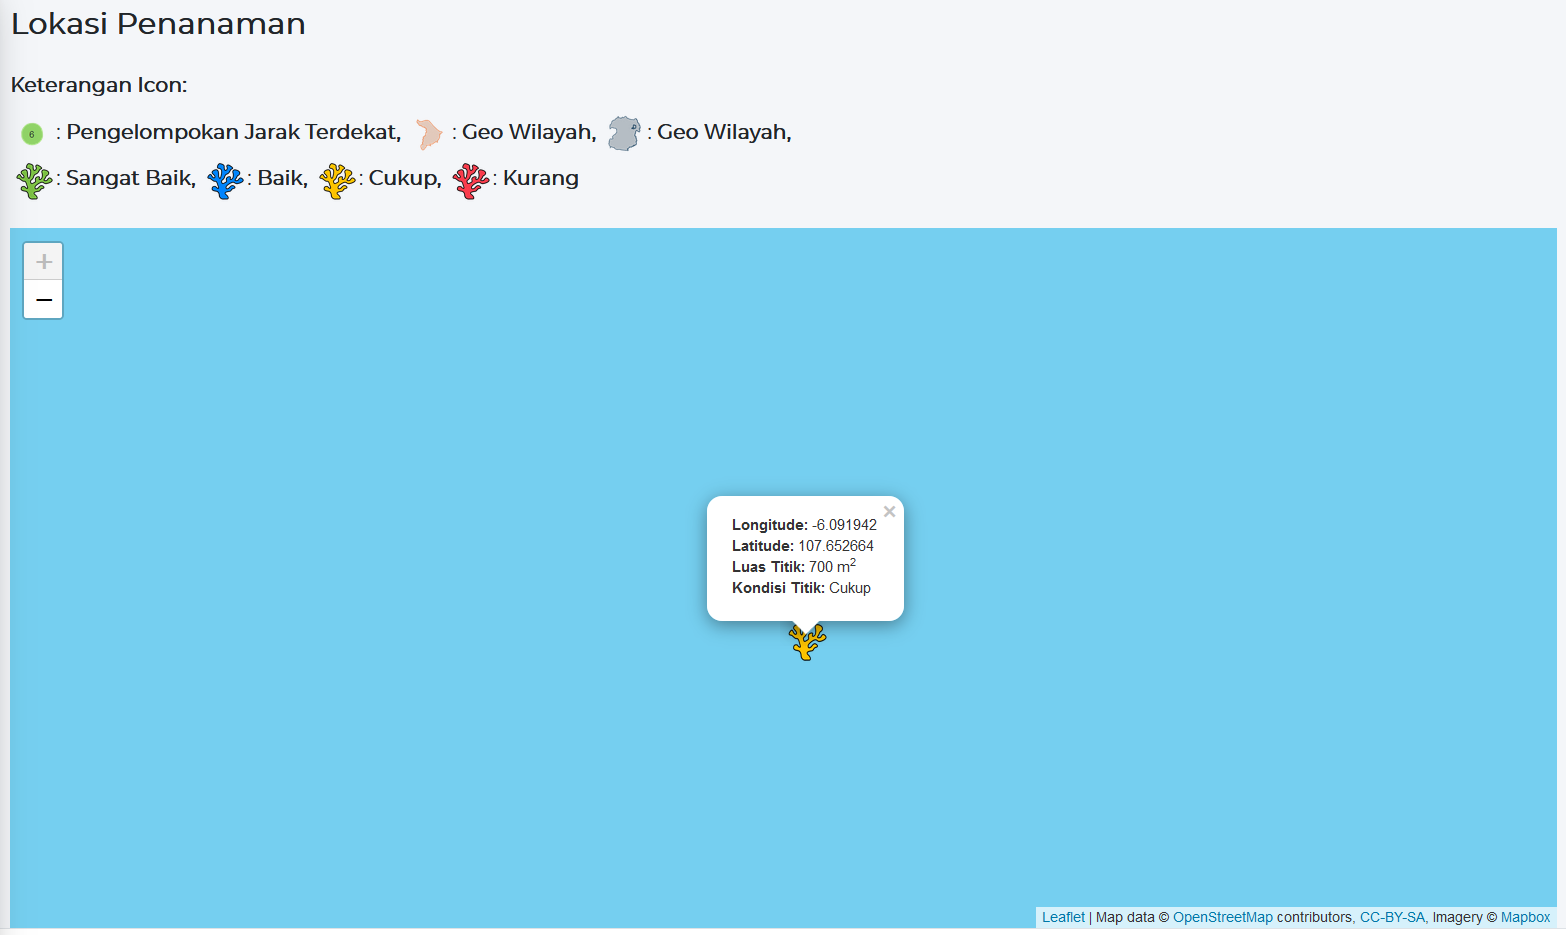 Lokasi Penanaman
Keterangan Icon:
6 : Pengelompokan Jarak Terdekat, : Geo Wilayah, : Geo Wilayah,
: Sangat Baik, : Baik, : Cukup, : Kurang
+
−
×
Longitude: -6.091942
Latitude: 107.652664
Luas Titik: 700 m²
Kondisi Titik: Cukup
Leaflet | Map data © OpenStreetMap contributors, CC-BY-SA, Imagery © Mapbox